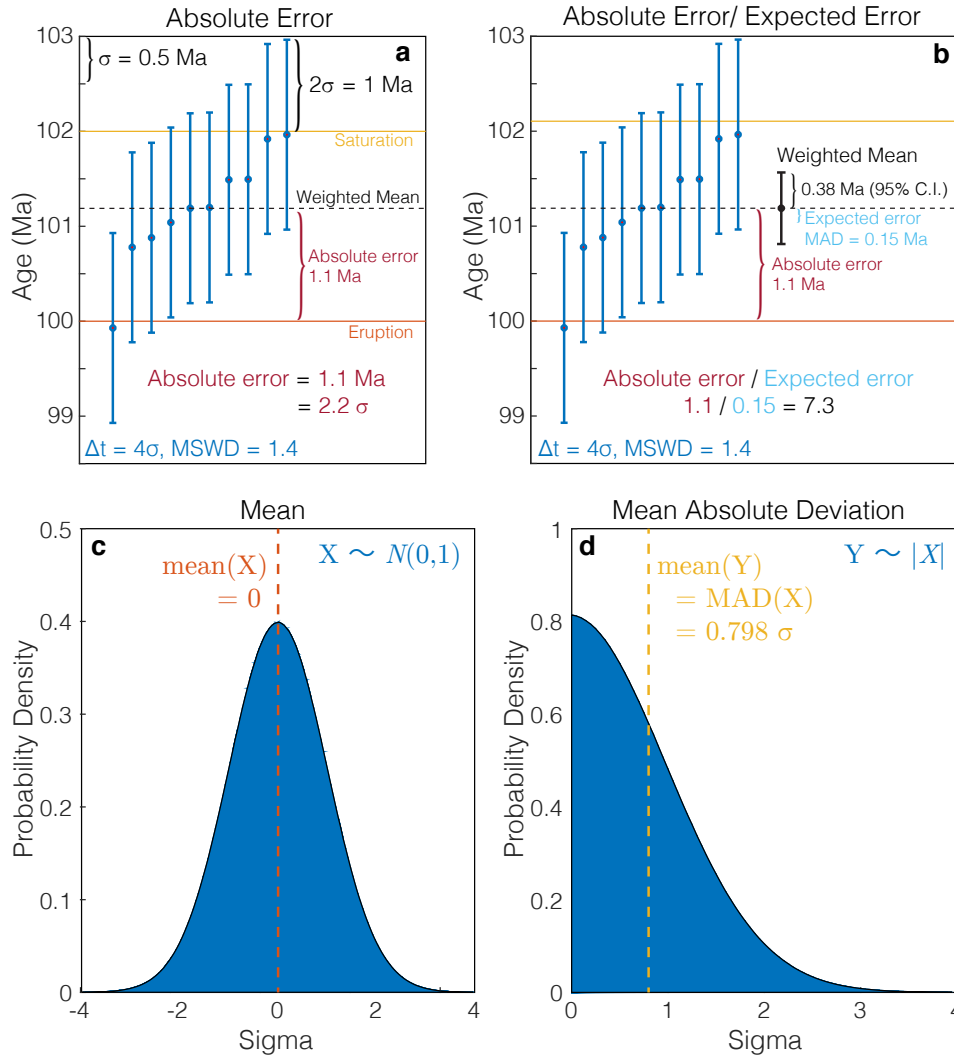 Absolute Error
a
103
102
101
100
99
Age (Ma)
σ = 0.5 Ma
2σ = 1 Ma
Saturation
Weighted Mean
Absolute error
1.1 Ma
Eruption
Absolute error = 1.1 Ma
= 2.2 σ
Δt = 4σ, MSWD = 1.4
Absolute Error/ Expected Error
b
103
102
101
100
99
Age (Ma)
Weighted Mean
0.38 Ma (95% C.I.)
Expected error
MAD = 0.15 Ma
Absolute error
1.1 Ma
Absolute error / Expected error
1.1 / 0.15 = 7.3
Δt = 4σ, MSWD = 1.4
Mean
c
0.5
0.4
0.3
0.2
0.1
0
Probability Density
mean(X)
= 0
X ∼ N(0,1)
-4
-2
0
2
4
Sigma
Mean Absolute Deviation
d
1
0.8
0.6
0.4
0.2
0
Probability Density
mean(Y)
= MAD(X)
= 0.798 σ
Y ∼ |X|
0
1
2
3
4
Sigma